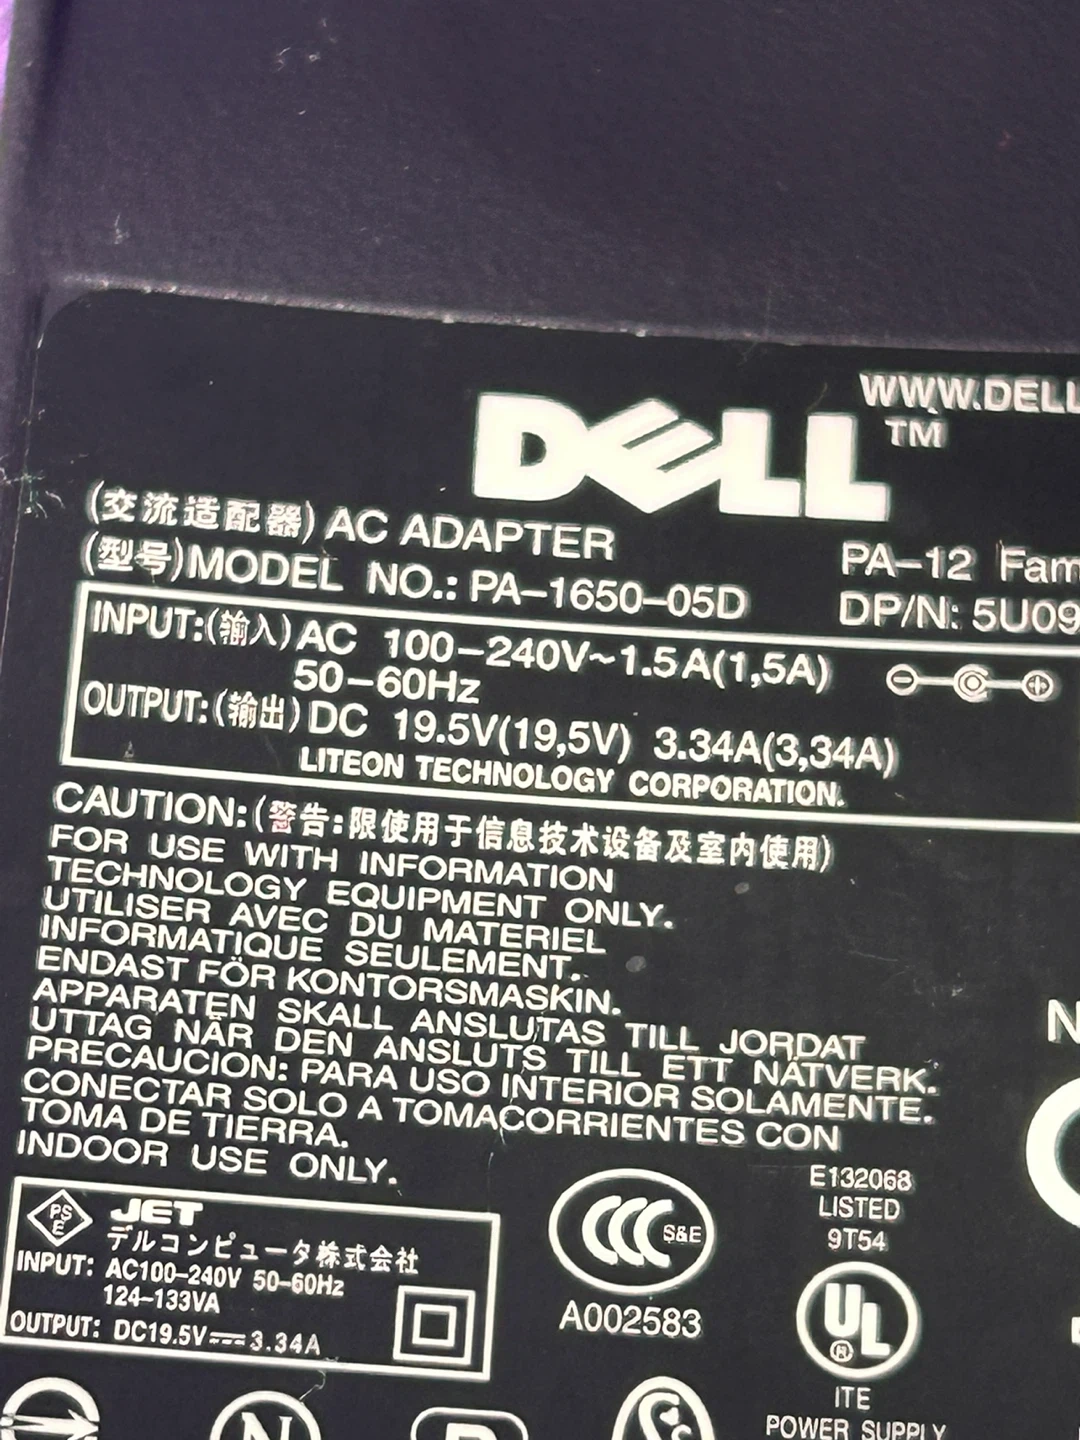 WWW.DELL
DELL™
(交流适配器) AC ADAPTER
(型号)MODEL NO.: PA-1650-05D
PA-12 Fam
DP/N: 5U09
INPUT:(输入)AC 100-240V~1.5A(1,5A)
50-60Hz
OUTPUT:(输出)DC 19.5V(19,5V) 3.34A(3,34A)
LITEON TECHNOLOGY CORPORATION.
CAUTION:(警告:限使用于信息技术设备及室内使用)
FOR USE WITH INFORMATION
TECHNOLOGY EQUIPMENT ONLY.
UTILISER AVEC DU MATERIEL
INFORMATIQUE SEULEMENT.
ENDAST FÖR KONTORSMASKIN.
APPARATEN SKALL ANSLUTAS TILL JORDAT
UTTAG NÄR DEN ANSLUTS TILL ETT NÄTVERK.
PRECAUCION: PARA USO INTERIOR SOLAMENTE.
CONECTAR SOLO A TOMACORRIENTES CON
TOMA DE TIERRA.
INDOOR USE ONLY.
PS
E
JET
デルコンピュータ株式会社
INPUT: AC100-240V 50-60Hz
124-133VA
OUTPUT: DC19.5V⎓3.34A
CCC S&E
A002583
E132068
LISTED
9T54
UL
ITE
POWER SUPPLY
N
N